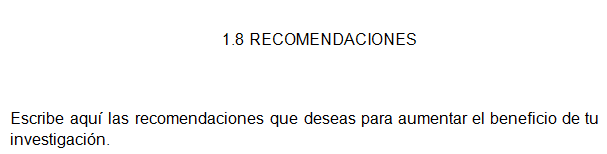 1.8 RECOMENDACIONES
Escribe aquí las recomendaciones que deseas para aumentar el beneficio de tu
investigación.